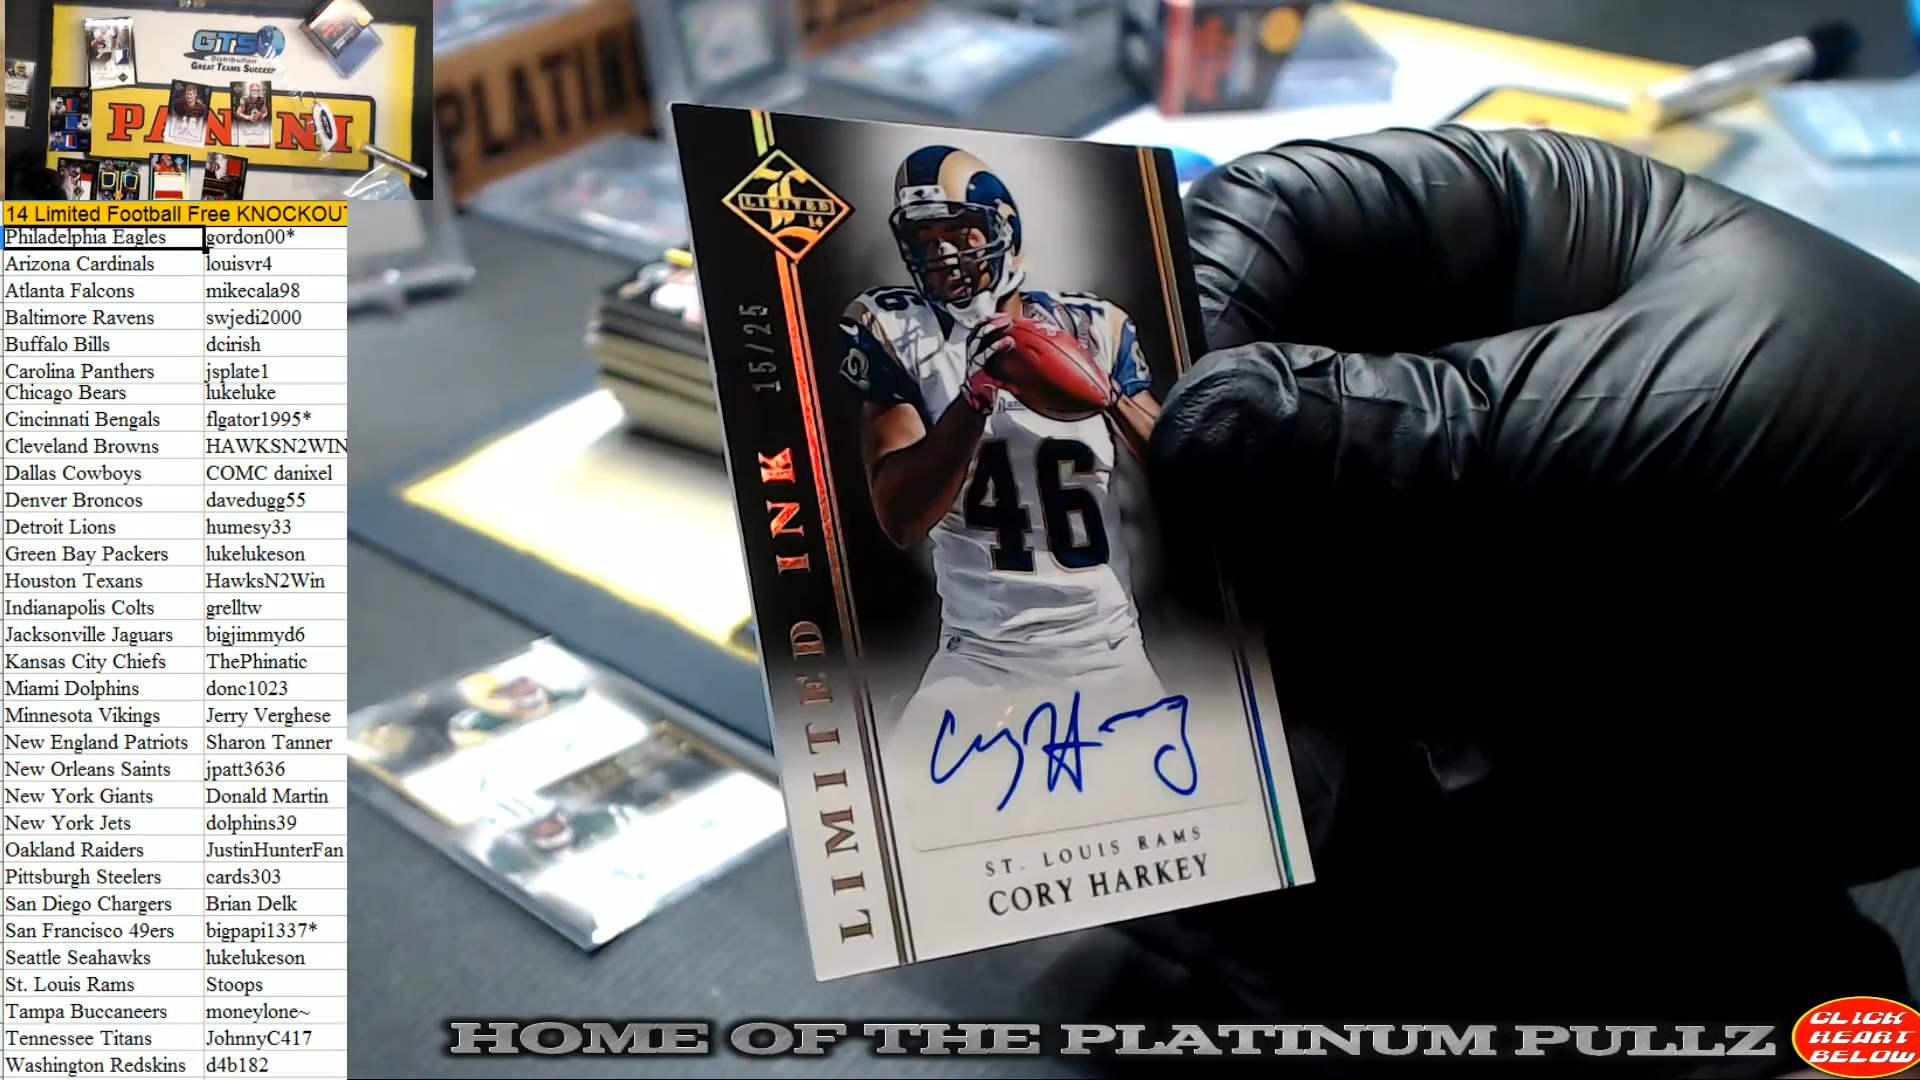 GTS
Distribution
GREAT TEAMS SUCCEED
PANINI
14 Limited Football Free KNOCKOUT
Philadelphia Eagles gordon00*
Arizona Cardinals louisvr4
Atlanta Falcons mikecala98
Baltimore Ravens swjedi2000
Buffalo Bills dcirish
Carolina Panthers jsplate1
Chicago Bears lukeluke
Cincinnati Bengals flgator1995*
Cleveland Browns HAWKSN2WIN
Dallas Cowboys COMC danixel
Denver Broncos davedugg55
Detroit Lions humesy33
Green Bay Packers lukelukeson
Houston Texans HawksN2Win
Indianapolis Colts grelltw
Jacksonville Jaguars bigjimmyd6
Kansas City Chiefs ThePhinatic
Miami Dolphins donc1023
Minnesota Vikings Jerry Verghese
New England Patriots Sharon Tanner
New Orleans Saints jpatt3636
New York Giants Donald Martin
New York Jets dolphins39
Oakland Raiders JustinHunterFan
Pittsburgh Steelers cards303
San Diego Chargers Brian Delk
San Francisco 49ers bigpapi1337*
Seattle Seahawks lukelukeson
St. Louis Rams Stoops
Tampa Buccaneers moneylone~
Tennessee Titans JohnnyC417
Washington Redskins d4b182
PLATINU
LIMITED
14
15/25
LIMITED INK
46
46
Cory Harkey
ST. LOUIS RAMS
CORY HARKEY
HOME OF THE PLATINUM PULLZ
CLICK
HEART
BELOW